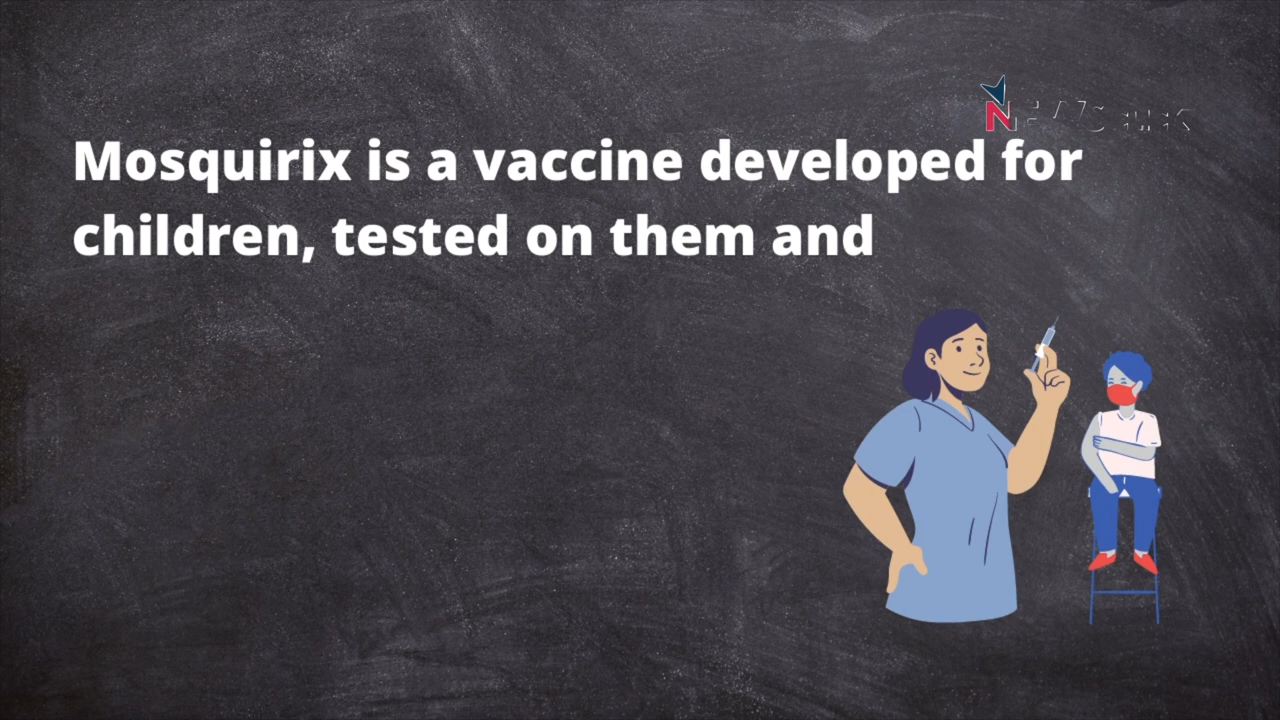 Mosquirix is a vaccine developed for
children, tested on them and